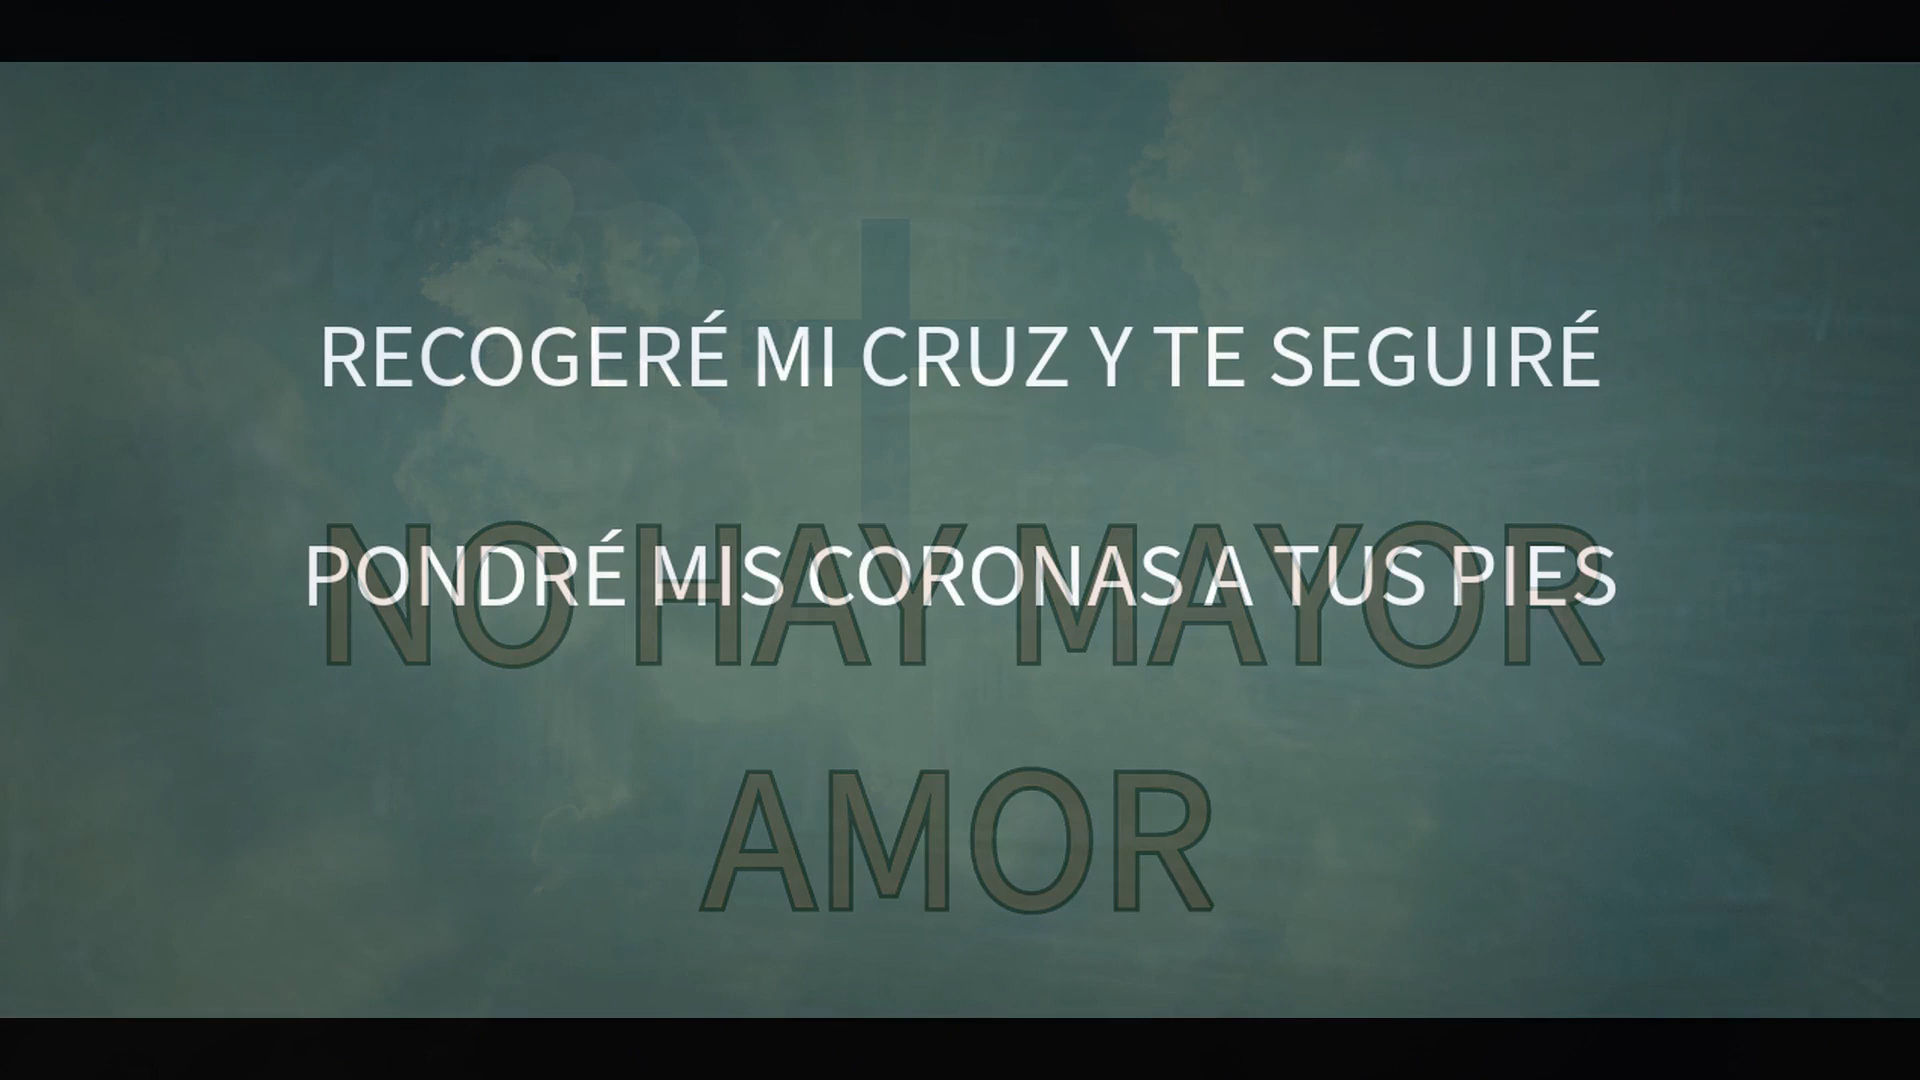 RECOGERÉ MI CRUZ Y TE SEGUIRÉ
PONDRÉ MIS CORONAS A TUS PIES
NO HAY MAYOR
AMOR